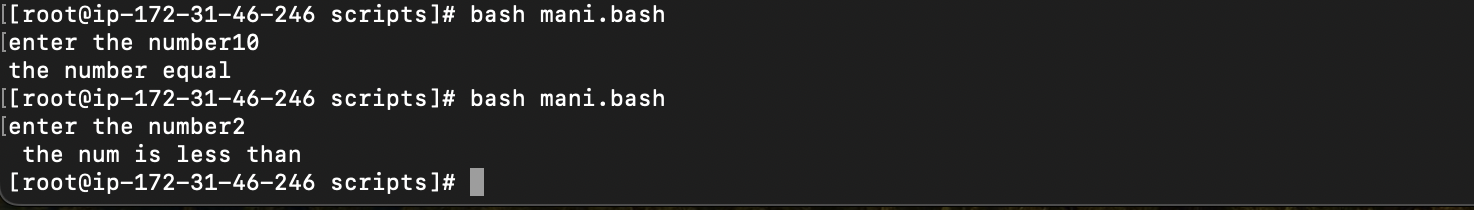 [[root@ip-172-31-46-246 scripts]# bash mani.bash
[enter the number10
the number equal
[[root@ip-172-31-46-246 scripts]# bash mani.bash
[enter the number2
 the num is less than
[root@ip-172-31-46-246 scripts]#